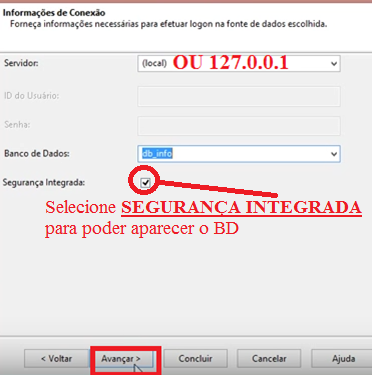 Informações de Conexão
Forneça informações necessárias para efetuar logon na fonte de dados escolhida.
Servidor: (local) OU 127.0.0.1
ID do Usuário:
Senha:
Banco de Dados: db_info
Segurança Integrada:
Selecione SEGURANÇA INTEGRADA
para poder aparecer o BD
< Voltar Avançar > Concluir Cancelar Ajuda